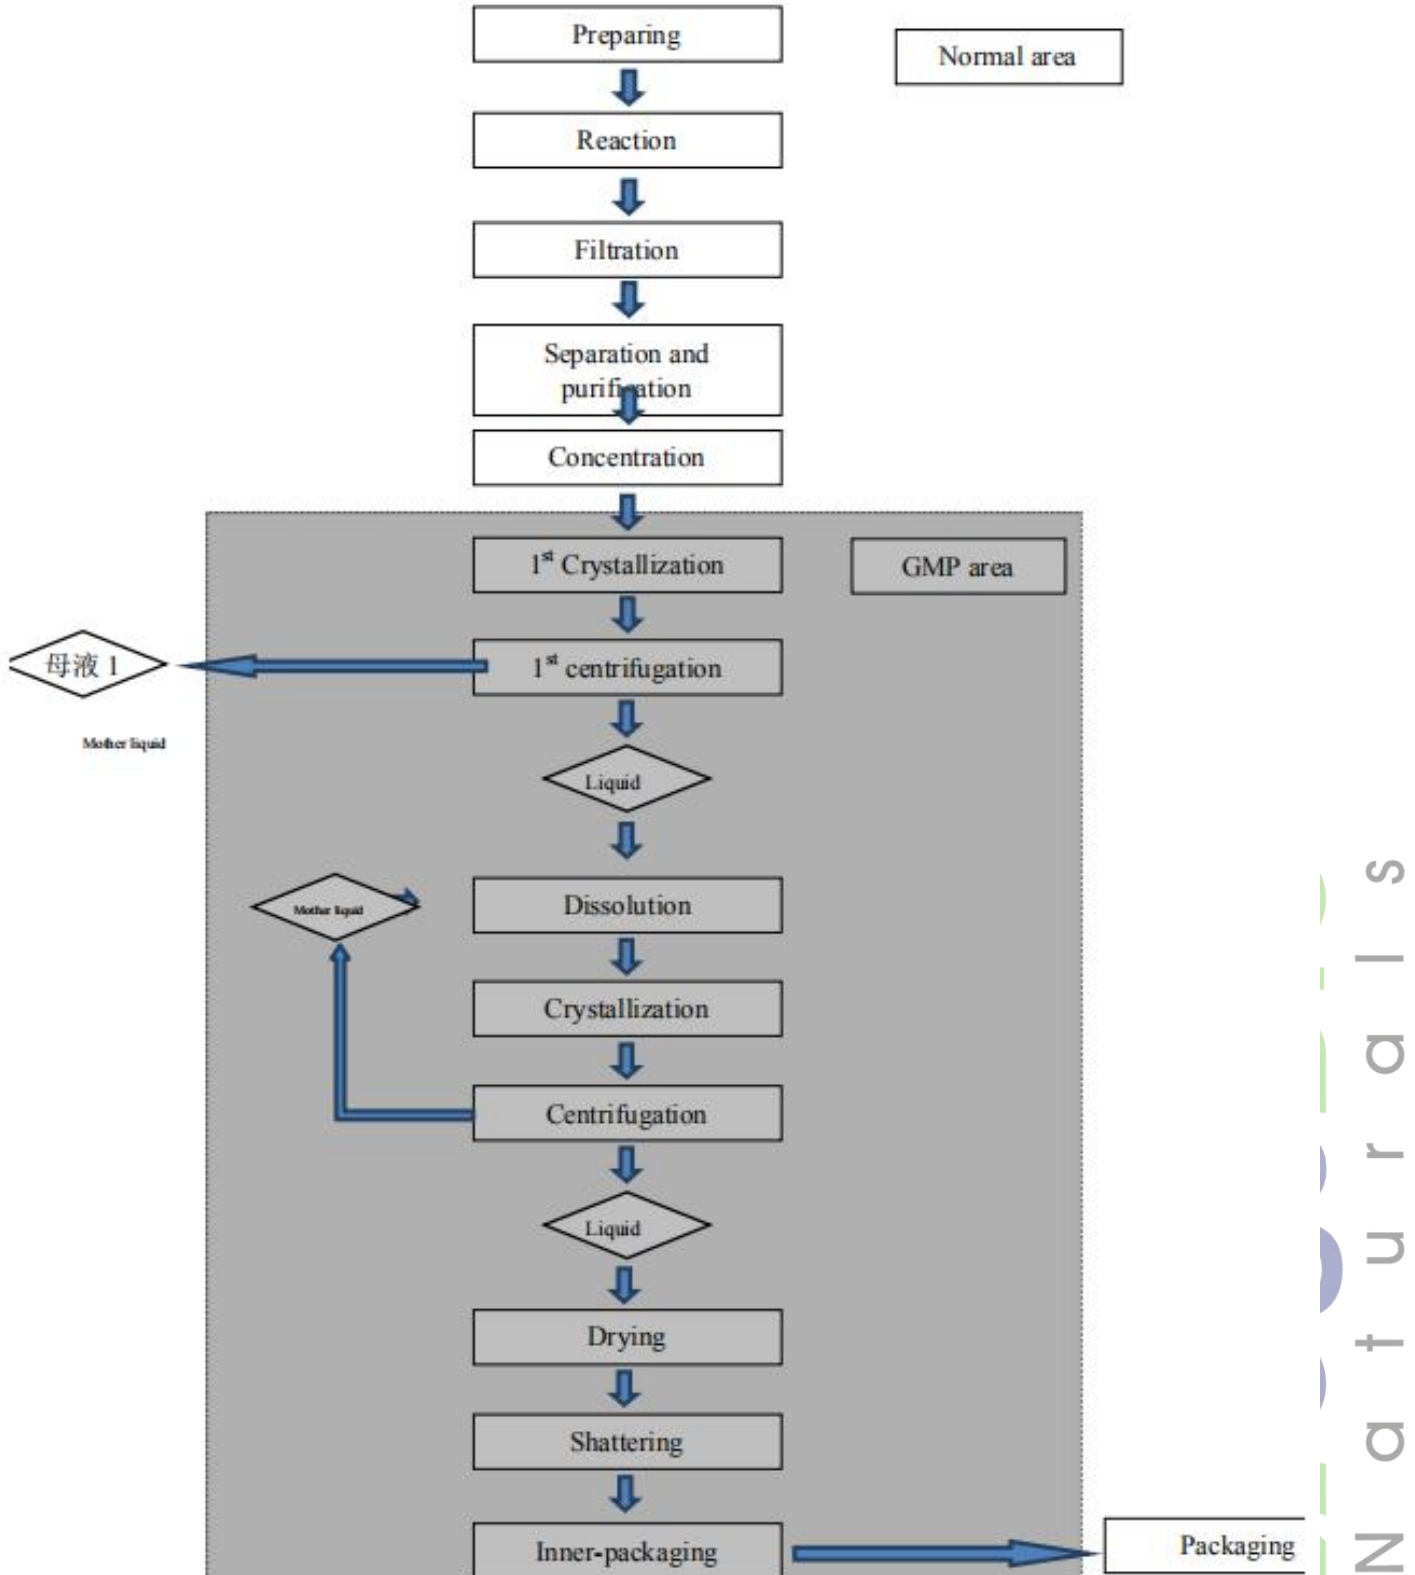 Preparing
Normal area
Reaction
Filtration
Separation and
purification
Concentration
1st Crystallization
GMP area
母液 1
1st centrifugation
Mother liquid
Liquid
Mother liquid
Dissolution
Crystallization
Centrifugation
Liquid
Drying
Shattering
Inner-packaging
Packaging
Naturals